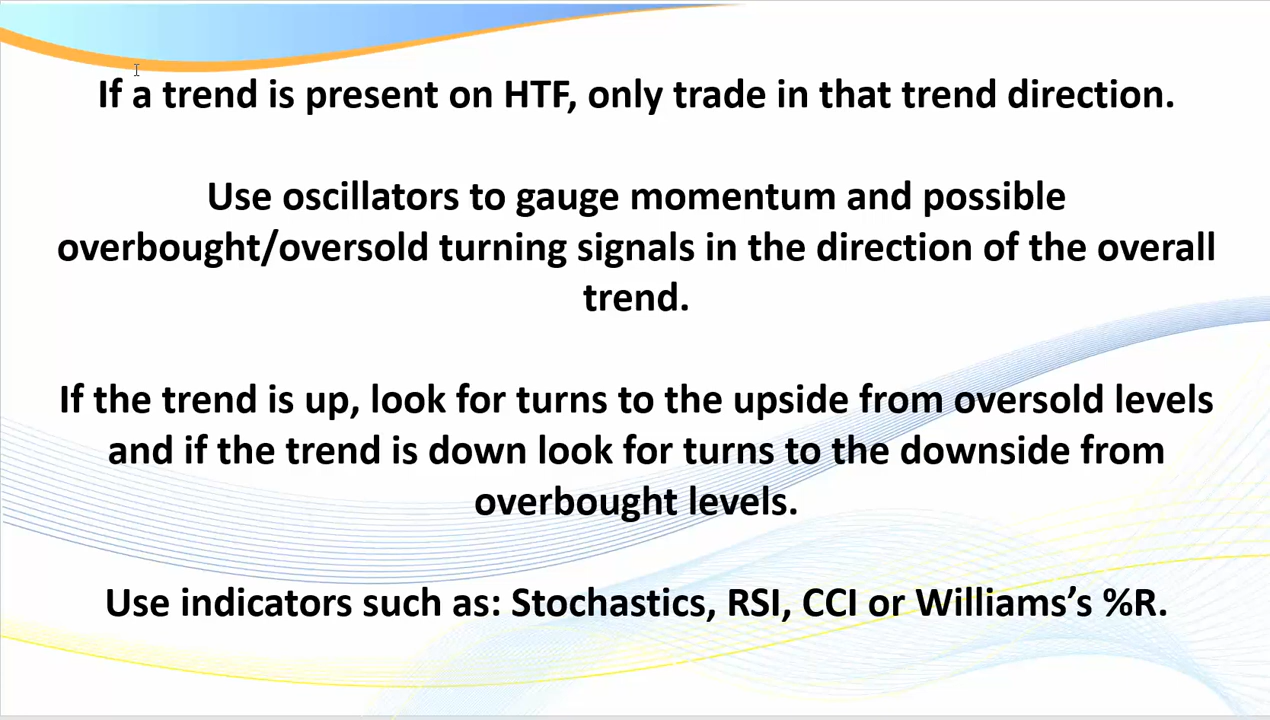 If a trend is present on HTF, only trade in that trend direction.
Use oscillators to gauge momentum and possible
overbought/oversold turning signals in the direction of the overall
trend.
If the trend is up, look for turns to the upside from oversold levels
and if the trend is down look for turns to the downside from
overbought levels.
Use indicators such as: Stochastics, RSI, CCI or Williams’s %R.